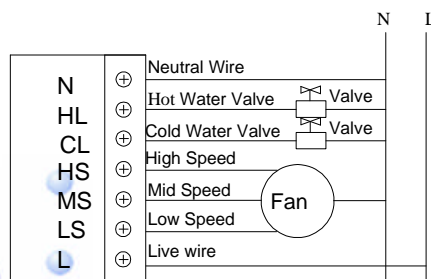 N L
N Neutral Wire
HL Hot Water Valve Valve
CL Cold Water Valve Valve
HS High Speed
MS Mid Speed Fan
LS Low Speed
L Live wire